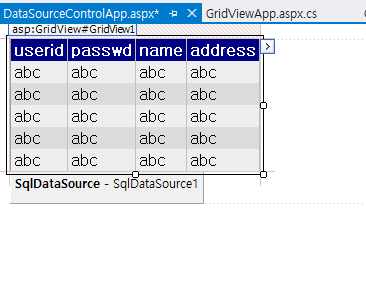 DataSourceControlApp.aspx* GridViewApp.aspx.cs
asp:GridView#GridView1
userid passwd name address
abc abc abc abc
abc abc abc abc
abc abc abc abc
abc abc abc abc
abc abc abc abc
SqlDataSource - SqlDataSource1